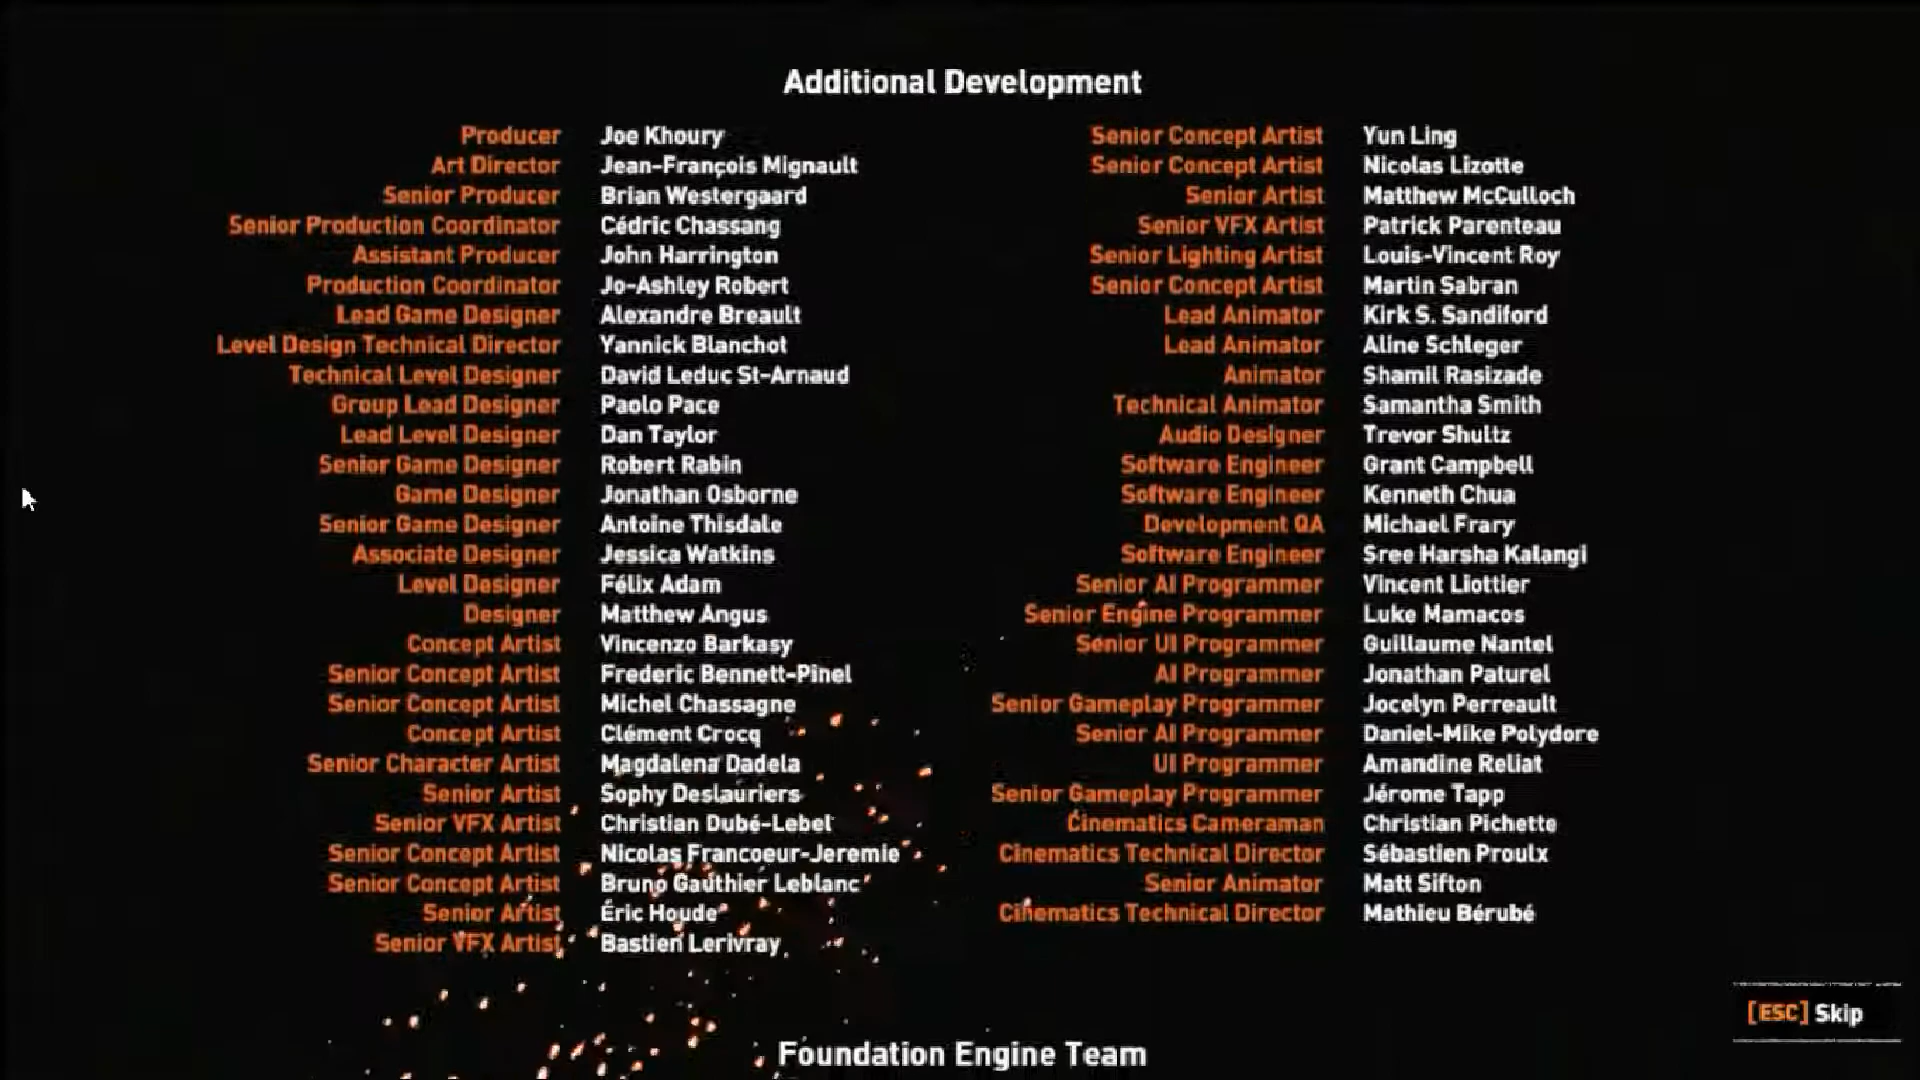 Additional Development
Producer Joe Khoury
Art Director Jean-François Mignault
Senior Producer Brian Westergaard
Senior Production Coordinator Cédric Chassang
Assistant Producer John Harrington
Production Coordinator Jo-Ashley Robert
Lead Game Designer Alexandre Breault
Level Design Technical Director Yannick Blanchot
Technical Level Designer David Leduc St-Arnaud
Group Lead Designer Paolo Pace
Lead Level Designer Dan Taylor
Senior Game Designer Robert Rabin
Game Designer Jonathan Osborne
Senior Game Designer Antoine Thisdale
Associate Designer Jessica Watkins
Level Designer Félix Adam
Designer Matthew Angus
Concept Artist Vincenzo Barkasy
Senior Concept Artist Frederic Bennett-Pinel
Senior Concept Artist Michel Chassagne
Concept Artist Clément Crocq
Senior Character Artist Magdalena Dadela
Senior Artist Sophy Deslauriers
Senior VFX Artist Christian Dubé-Lebel
Senior Concept Artist Nicolas Francoeur-Jeremie
Senior Concept Artist Bruno Gauthier Leblanc
Senior Artist Éric Houde
Senior VFX Artist Bastien Lerivray
Senior Concept Artist Yun Ling
Senior Concept Artist Nicolas Lizotte
Senior Artist Matthew McCulloch
Senior VFX Artist Patrick Parenteau
Senior Lighting Artist Louis-Vincent Roy
Senior Concept Artist Martin Sabran
Lead Animator Kirk S. Sandiford
Lead Animator Aline Schleger
Animator Shamil Rasizade
Technical Animator Samantha Smith
Audio Designer Trevor Shultz
Software Engineer Grant Campbell
Software Engineer Kenneth Chua
Development QA Michael Frary
Software Engineer Sree Harsha Kalangi
Senior AI Programmer Vincent Liottier
Senior Engine Programmer Luke Mamacos
Senior UI Programmer Guillaume Nantel
AI Programmer Jonathan Paturel
Senior Gameplay Programmer Jocelyn Perreault
Senior AI Programmer Daniel-Mike Polydore
UI Programmer Amandine Reliat
Senior Gameplay Programmer Jérome Tapp
Cinematics Cameraman Christian Pichette
Cinematics Technical Director Sébastien Proulx
Senior Animator Matt Sifton
Cinematics Technical Director Mathieu Bérubé
[ESC] Skip
Foundation Engine Team